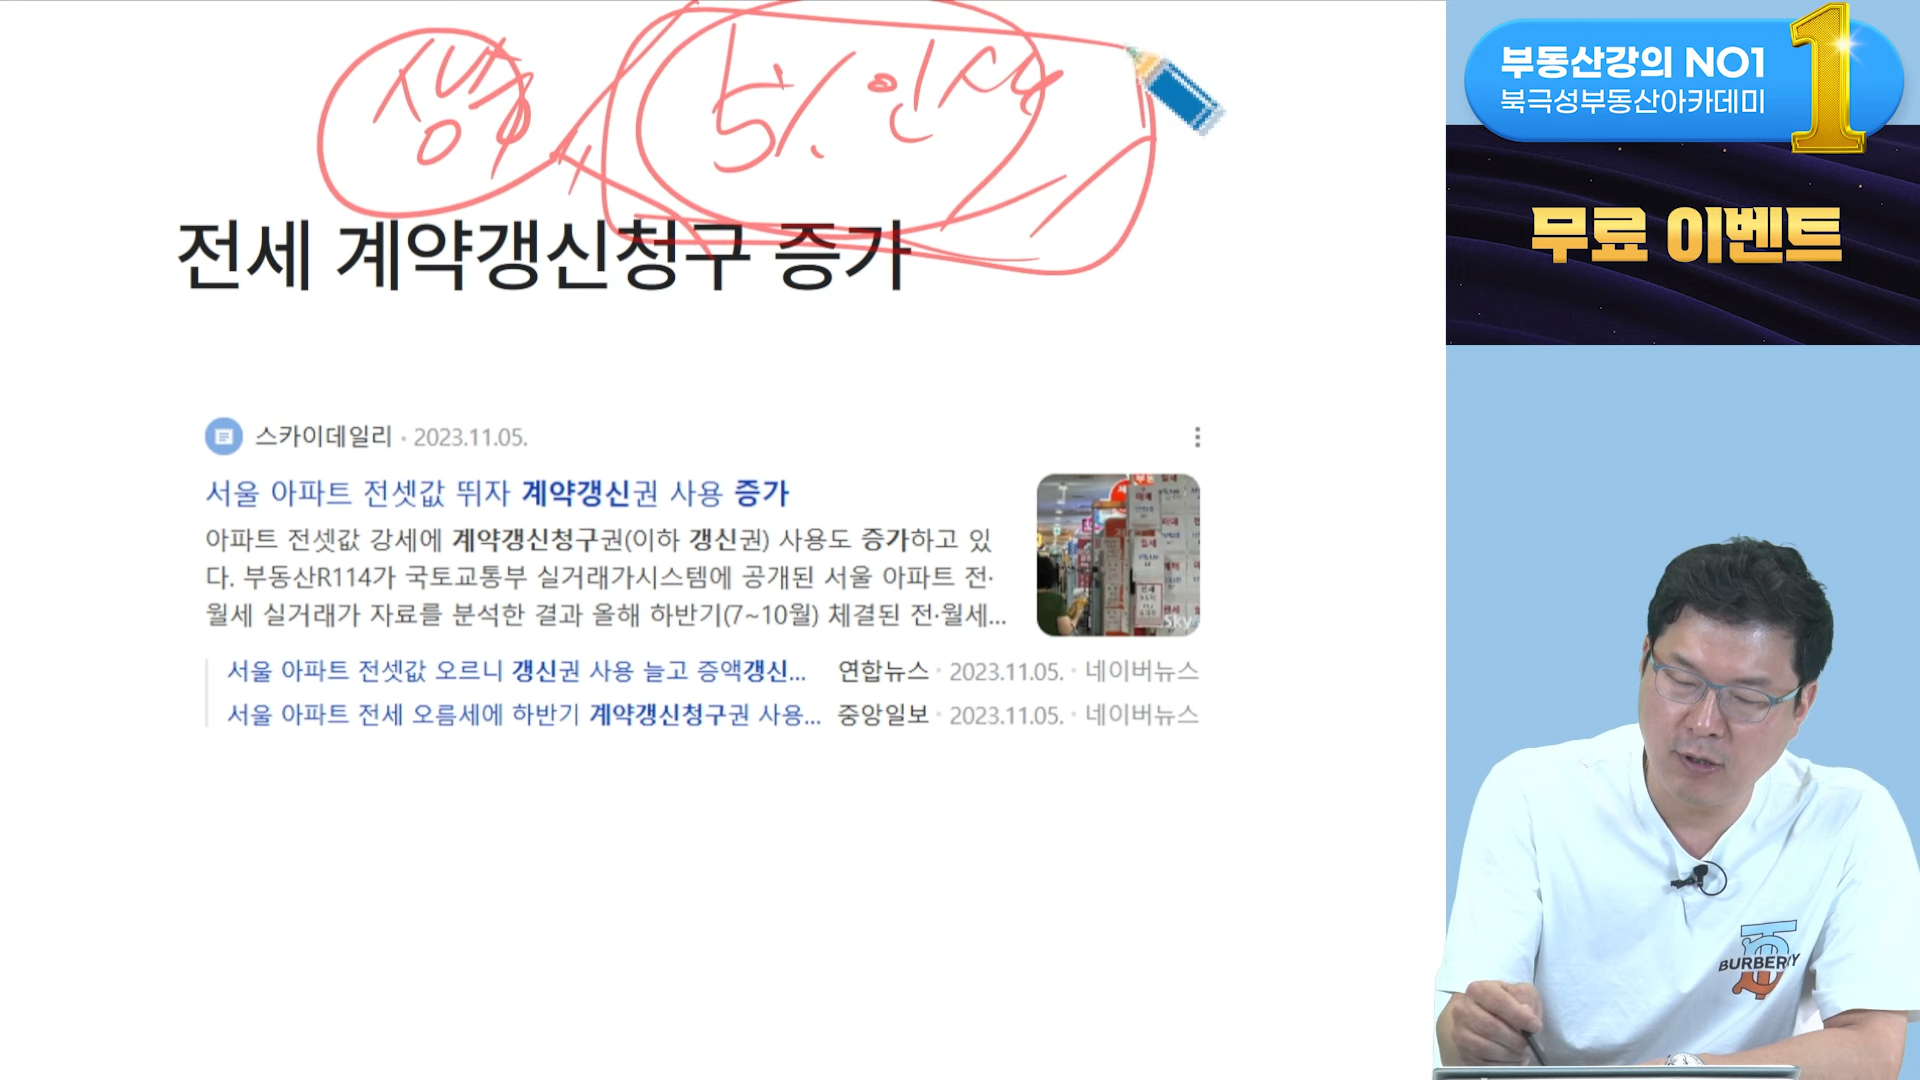 5% 인상
전세 계약갱신청구 증가
스카이데일리 · 2023.11.05.
서울 아파트 전셋값 뛰자 계약갱신권 사용 증가
아파트 전셋값 강세에 계약갱신청구권(이하 갱신권) 사용도 증가하고 있
다. 부동산R114가 국토교통부 실거래가시스템에 공개된 서울 아파트 전·
월세 실거래가 자료를 분석한 결과 올해 하반기(7~10월) 체결된 전·월세...
Sky
서울 아파트 전셋값 오르니 갱신권 사용 늘고 증액갱신... 연합뉴스 · 2023.11.05. · 네이버뉴스
서울 아파트 전세 오름세에 하반기 계약갱신청구권 사용... 중앙일보 · 2023.11.05. · 네이버뉴스
부동산강의 NO1
북극성부동산아카데미
1
무료 이벤트
BURBERRY